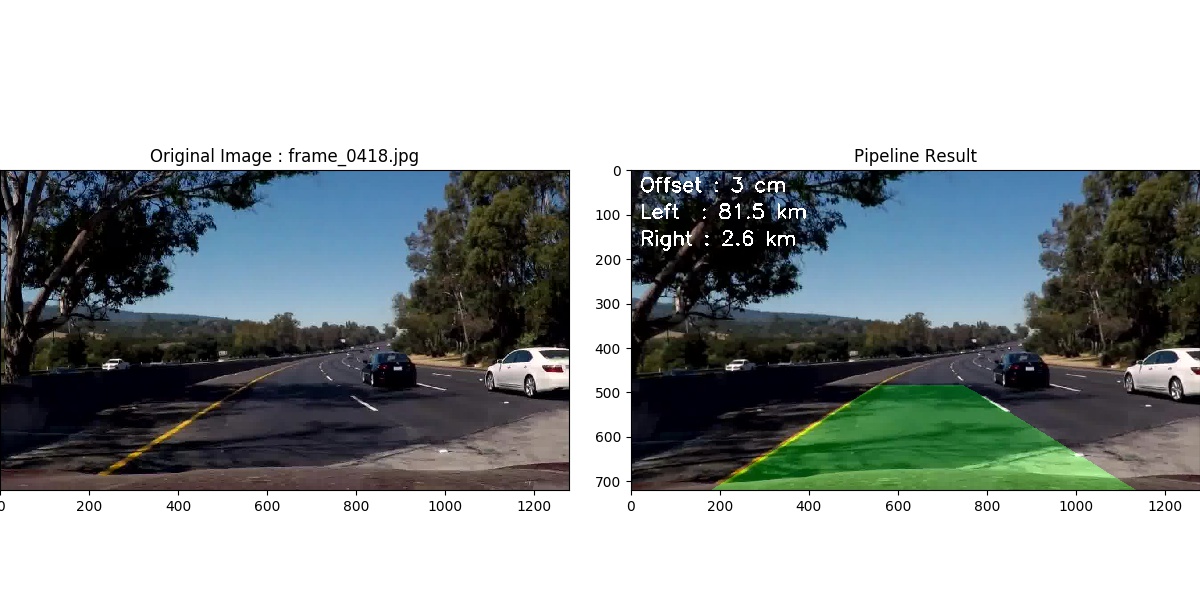 Original Image : frame_0418.jpg
0 200 400 600 800 1000 1200
Pipeline Result
Offset : 3 cm
Left : 81.5 km
Right : 2.6 km
0
100
200
300
400
500
600
700
0 200 400 600 800 1000 1200